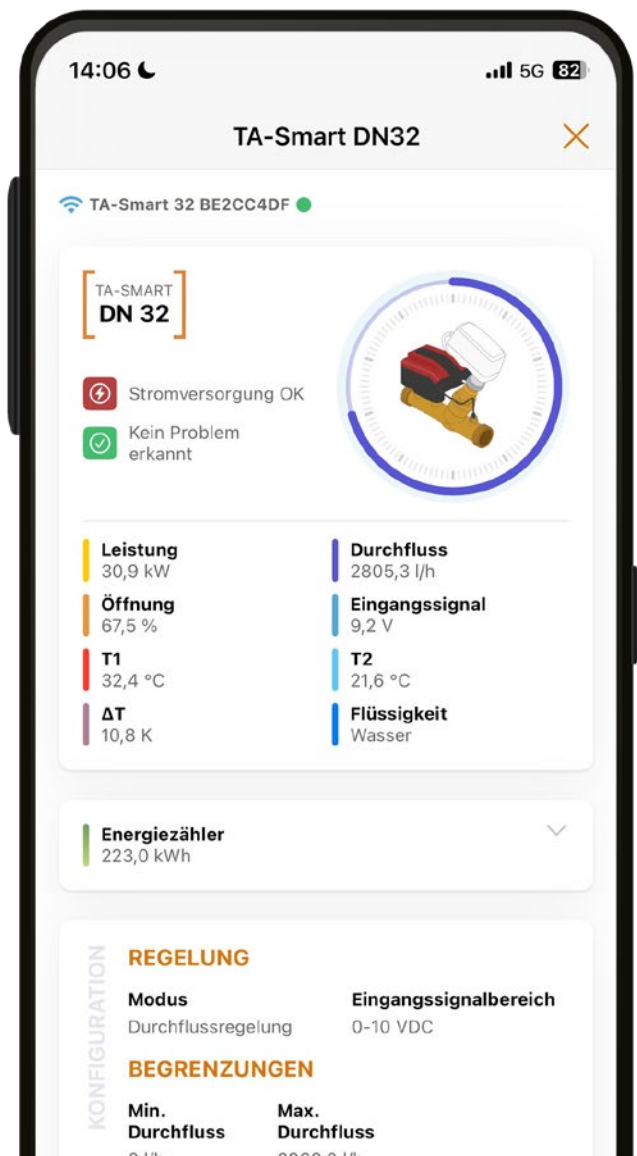 14:06
5G 82
TA-Smart DN32
TA-Smart 32 BE2CC4DF
TA-SMART
DN 32
Stromversorgung OK
Kein Problem
erkannt
Leistung
30,9 kW
Durchfluss
2805,3 l/h
Öffnung
67,5 %
Eingangssignal
9,2 V
T1
32,4 °C
T2
21,6 °C
ΔT
10,8 K
Flüssigkeit
Wasser
Energiezähler
223,0 kWh
KONFIGURATION
REGELUNG
Modus
Durchflussregelung
Eingangssignalbereich
0-10 VDC
BEGRENZUNGEN
Min.
Durchfluss
Max.
Durchfluss